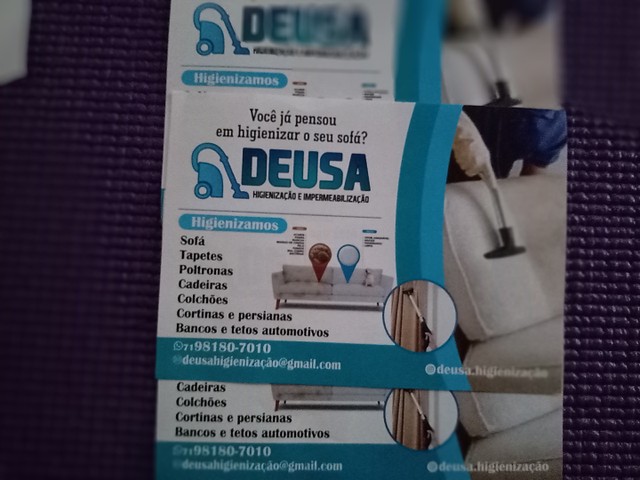 DEUSA
HIGIENIZAÇÃO E IMPERMEABILIZAÇÃO
Higienizamos
Você já pensou
em higienizar o seu sofá?
DEUSA
HIGIENIZAÇÃO E IMPERMEABILIZAÇÃO
Higienizamos
Sofá
Tapetes
Poltronas
Cadeiras
Colchões
Cortinas e persianas
Bancos e tetos automotivos
71 98180-7010
deusahigienização@gmail.com
deusa.higienização
Cadeiras
Colchões
Cortinas e persianas
Bancos e tetos automotivos
71 98180-7010
deusahigienização@gmail.com
deusa.higienização